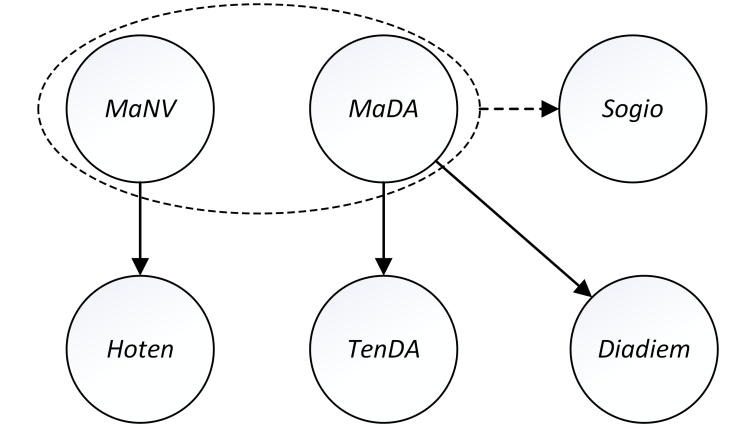 MaNV
MaDA
Sogio
Hoten
TenDA
Diadiem